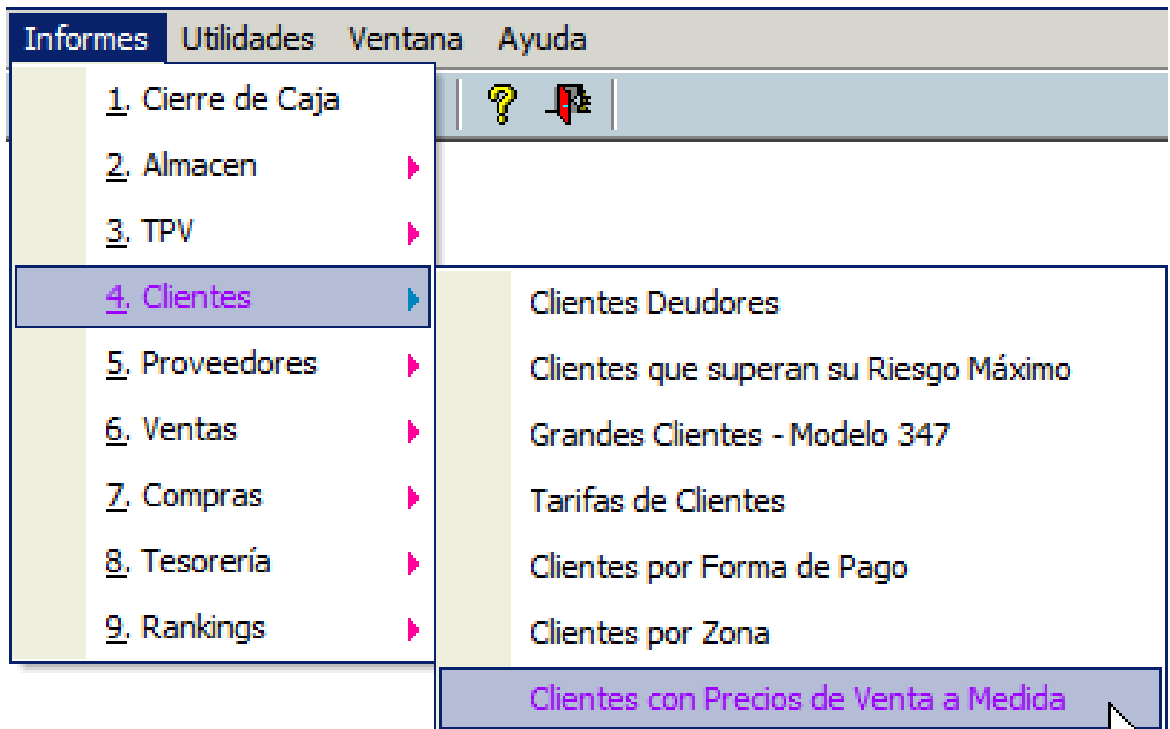 Informes Utilidades Ventana Ayuda
1. Cierre de Caja
2. Almacen
3. TPV
4. Clientes
5. Proveedores
6. Ventas
7. Compras
8. Tesorería
9. Rankings
Clientes Deudores
Clientes que superan su Riesgo Máximo
Grandes Clientes - Modelo 347
Tarifas de Clientes
Clientes por Forma de Pago
Clientes por Zona
Clientes con Precios de Venta a Medida